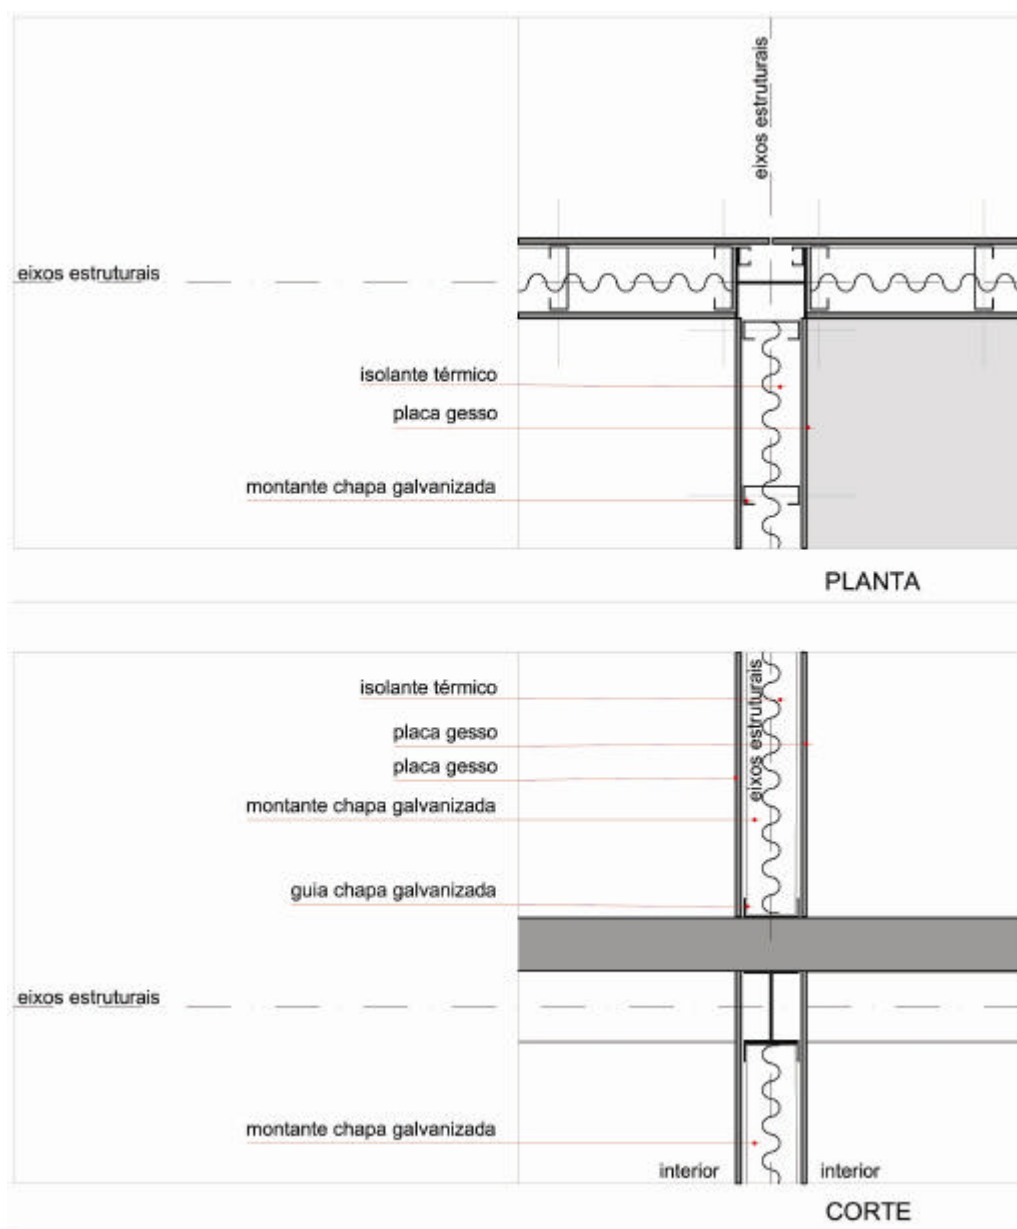 eixos estruturais
eixos estruturais
isolante térmico
placa gesso
montante chapa galvanizada
PLANTA
isolante térmico
eixos estruturais
placa gesso
placa gesso
montante chapa galvanizada
guia chapa galvanizada
eixos estruturais
montante chapa galvanizada
interior
interior
CORTE